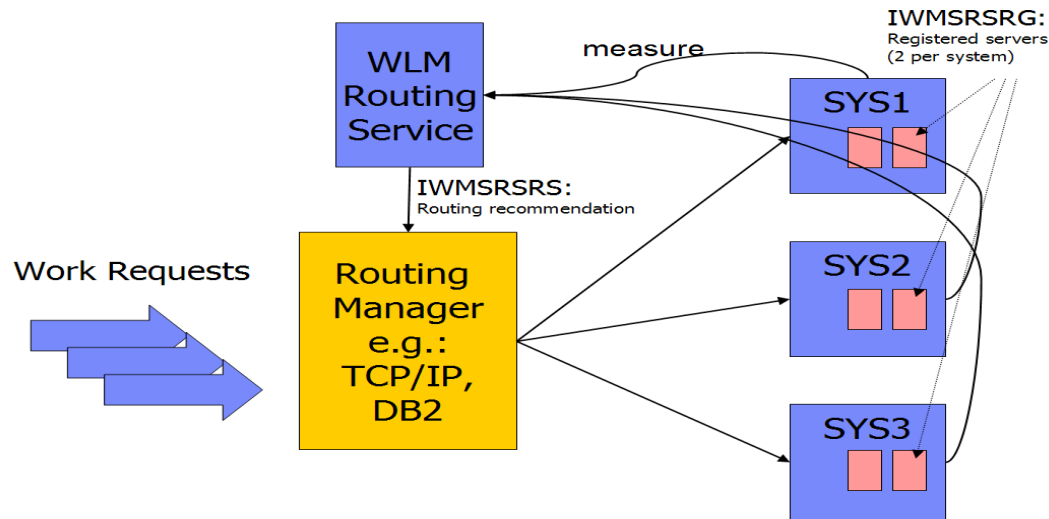 IWMSRSRG:
Registered servers
(2 per system)
measure
WLM
Routing
Service
SYS1
IWMSRSRS:
Routing recommendation
Work Requests
Routing
Manager
e.g.:
TCP/IP,
DB2
SYS2
SYS3